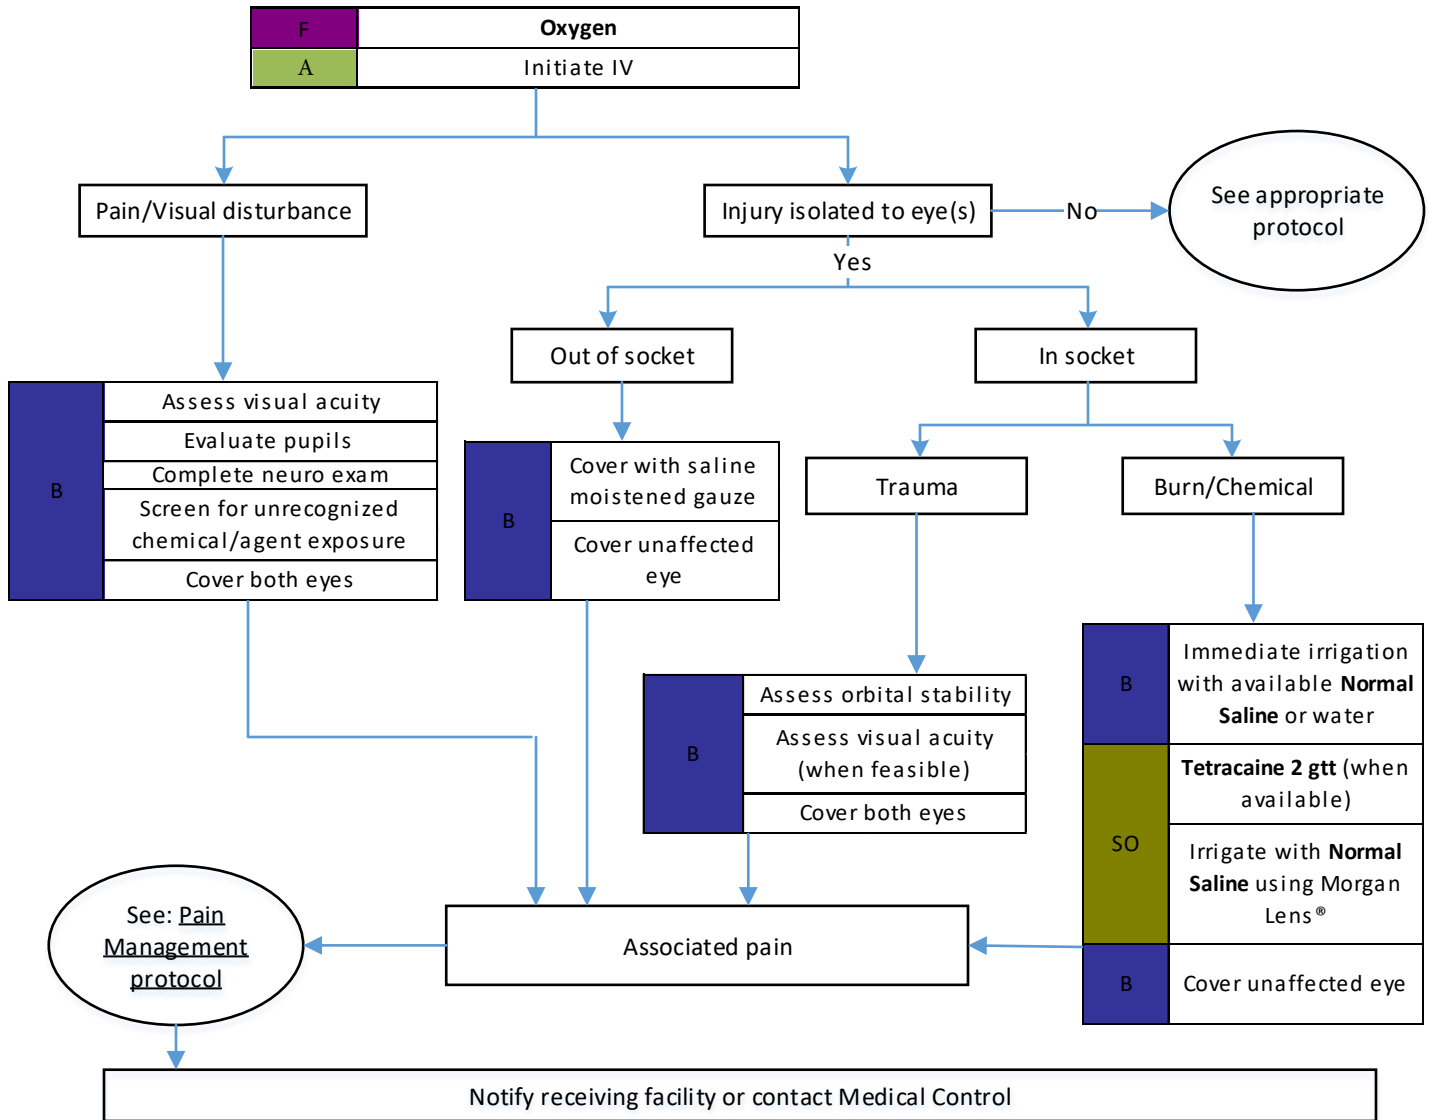 F
Oxygen
A
Initiate IV
Pain/Visual disturbance
Injury isolated to eye(s)
No
See appropriate
protocol
Yes
Out of socket
In socket
B
Assess visual acuity
Evaluate pupils
Complete neuro exam
Screen for unrecognized
chemical/agent exposure
Cover both eyes
B
Cover with saline
moistened gauze
Cover unaffected
eye
Trauma
Burn/Chemical
B
Assess orbital stability
Assess visual acuity
(when feasible)
Cover both eyes
B
Immediate irrigation
with available Normal
Saline or water
SO
Tetracaine 2 gtt (when
available)
Irrigate with Normal
Saline using Morgan
Lens®
B
Cover unaffected eye
Associated pain
See: Pain
Management
protocol
Notify receiving facility or contact Medical Control